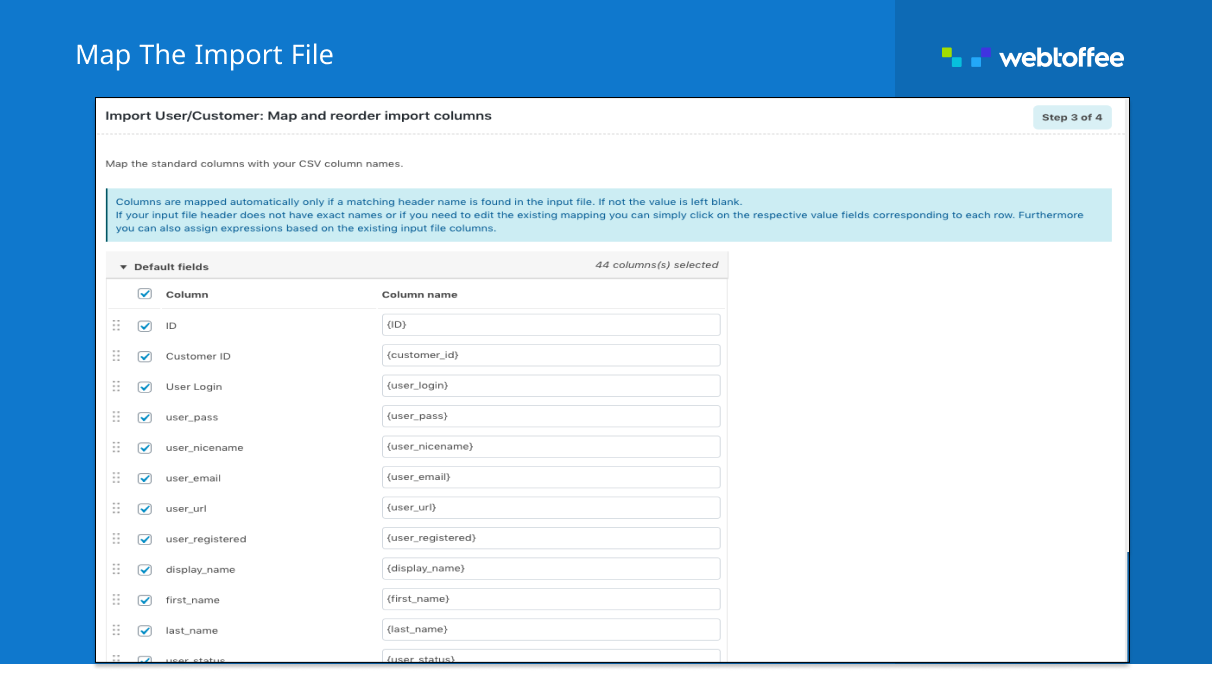 Map The Import File
webtoffee
Import User/Customer: Map and reorder import columns
Step 3 of 4
Map the standard columns with your CSV column names.
Columns are mapped automatically only if a matching header name is found in the input file. If not the value is left blank.
If your input file header does not have exact names or if you need to edit the existing mapping you can simply click on the respective value fields corresponding to each row. Furthermore
you can also assign expressions based on the existing input file columns.
Default fields 44 columns(s) selected
Column Column name
ID {ID}
Customer ID {customer_id}
User Login {user_login}
user_pass {user_pass}
user_nicename {user_nicename}
user_email {user_email}
user_url {user_url}
user_registered {user_registered}
display_name {display_name}
first_name {first_name}
last_name {last_name}
user_status {user_status}